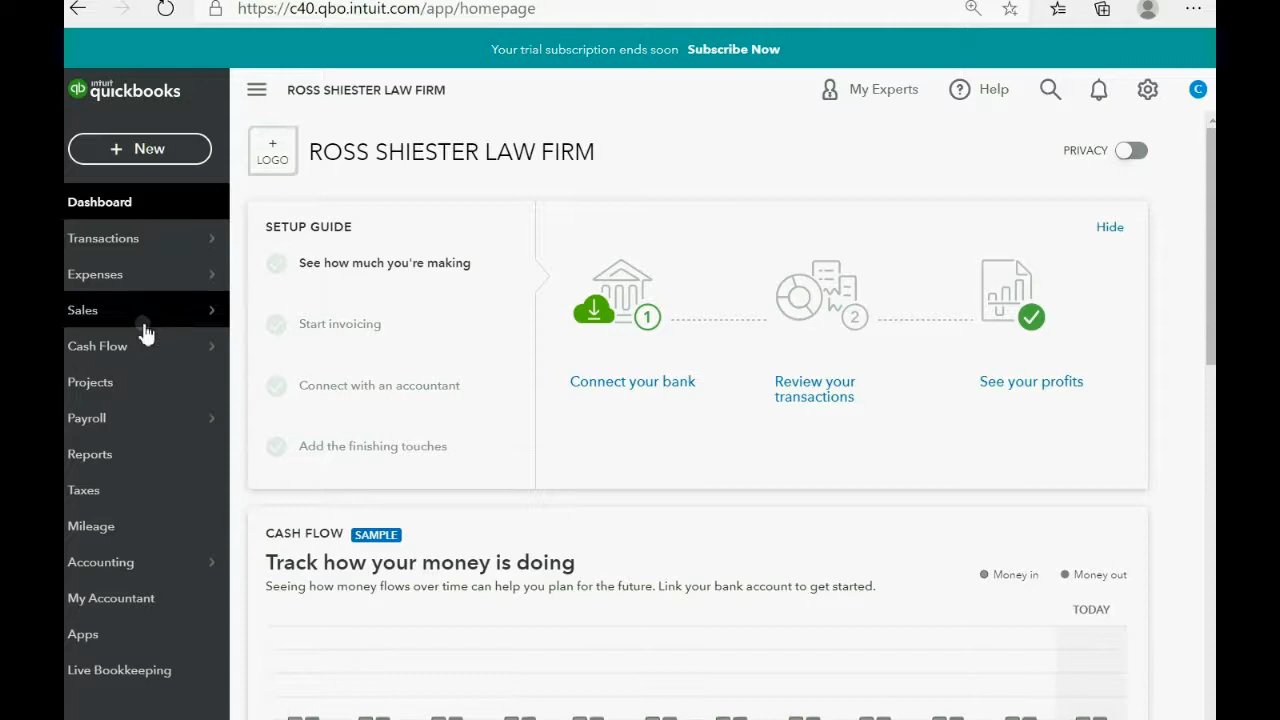 https://c40.qbo.intuit.com/app/homepage
Your trial subscription ends soon Subscribe Now
intuit
qb quickbooks
ROSS SHIESTER LAW FIRM
My Experts
Help
C
+ New
+
LOGO
ROSS SHIESTER LAW FIRM
PRIVACY
Dashboard
Transactions
Expenses
Sales
Cash Flow
Projects
Payroll
Reports
Taxes
Mileage
Accounting
My Accountant
Apps
Live Bookkeeping
SETUP GUIDE
Hide
See how much you're making
Start invoicing
Connect with an accountant
Add the finishing touches
1
2
Connect your bank
Review your
transactions
See your profits
CASH FLOW SAMPLE
Track how your money is doing
Seeing how money flows over time can help you plan for the future. Link your bank account to get started.
Money in
Money out
TODAY